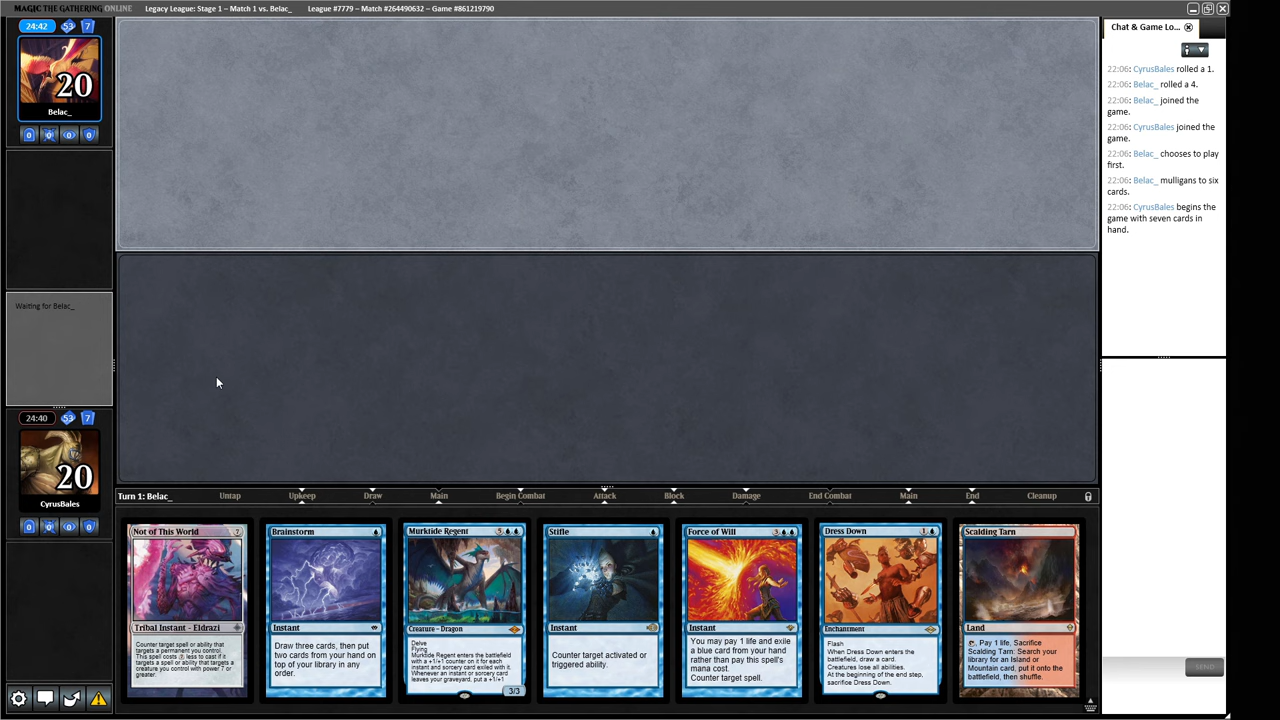 MAGIC THE GATHERING ONLINE
Legacy League: Stage 1 – Match 1 vs. Belac_
League #7779 – Match #264490632 – Game #861219790
24:42
53
7
20
Belac_
0
0
0
0
Waiting for Belac_
24:40
53
7
20
CyrusBales
0
0
0
0
Turn 1: Belac_
Untap
Upkeep
Draw
Main
Begin Combat
Attack
Block
Damage
End Combat
Main
End
Cleanup
Not of This World
7
Tribal Instant - Eldrazi
Counter target spell or ability that
targets a permanent you control.
This spell costs 7 less to cast if it
targets a spell or ability that targets
a creature you control with power 7 or
greater.
Brainstorm
Instant
Draw three cards, then put
two cards from your hand on
top of your library in any
order.
Murktide Regent
5
Creature - Dragon
Delve
Flying
Murktide Regent enters the battlefield
with a +1/+1 counter on it for each
instant and sorcery card exiled with it.
Whenever an instant or sorcery card
leaves your graveyard, put a +1/+1
3/3
Stifle
Instant
Counter target activated or
triggered ability.
Force of Will
3
Instant
You may pay 1 life and exile
a blue card from your hand
rather than pay this spell's
mana cost.
Counter target spell.
Dress Down
1
Enchantment
Flash
When Dress Down enters the
battlefield, draw a card.
Creatures lose all abilities.
At the beginning of the end step,
sacrifice Dress Down.
Scalding Tarn
Land
, Pay 1 life, Sacrifice
Scalding Tarn: Search your
library for an Island or
Mountain card, put it onto the
battlefield, then shuffle.
Chat & Game Lo...
22:06: CyrusBales rolled a 1.
22:06: Belac_ rolled a 4.
22:06: Belac_ joined the
game.
22:06: CyrusBales joined the
game.
22:06: Belac_ chooses to play
first.
22:06: Belac_ mulligans to six
cards.
22:06: CyrusBales begins the
game with seven cards in
hand.
SEND